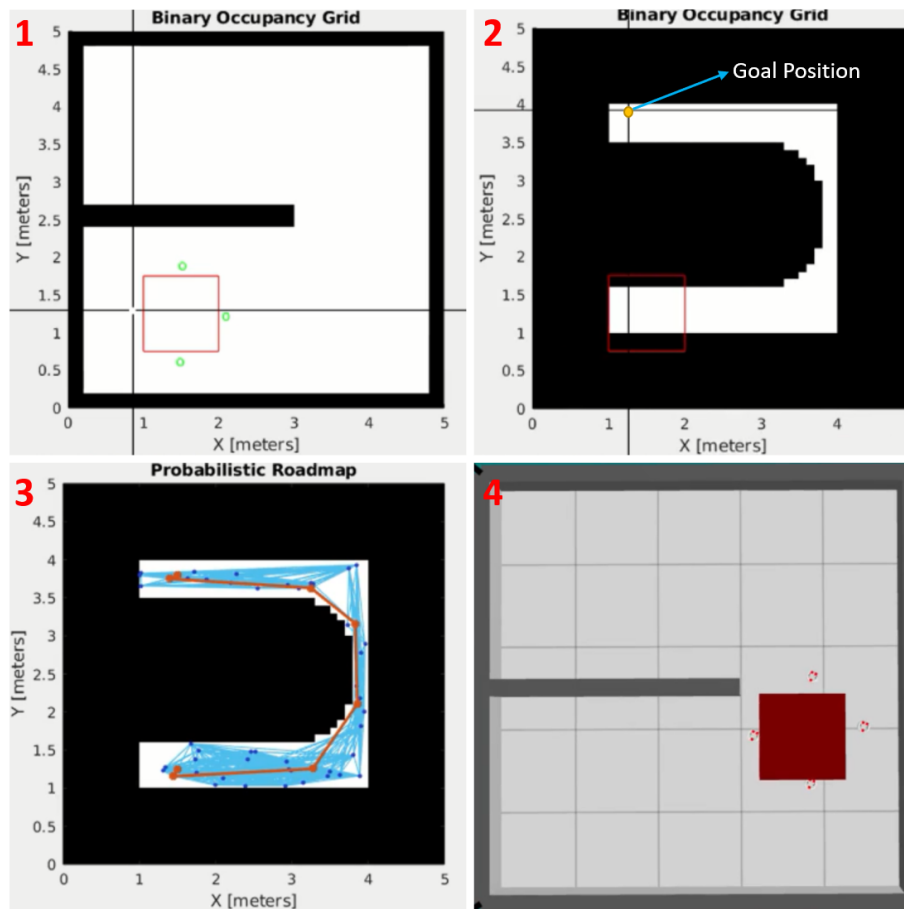 1
Binary Occupancy Grid
5
4.5
4
3.5
3
2.5
2
1.5
1
0.5
0
Y [meters]
0 1 2 3 4 5
X [meters]
2
Binary Occupancy Grid
Goal Position
5
4.5
4
3.5
3
2.5
2
1.5
1
0.5
0
Y [meters]
0 1 2 3 4
X [meters]
3
Probabilistic Roadmap
5
4.5
4
3.5
3
2.5
2
1.5
1
0.5
0
Y [meters]
0 1 2 3 4 5
X [meters]
4